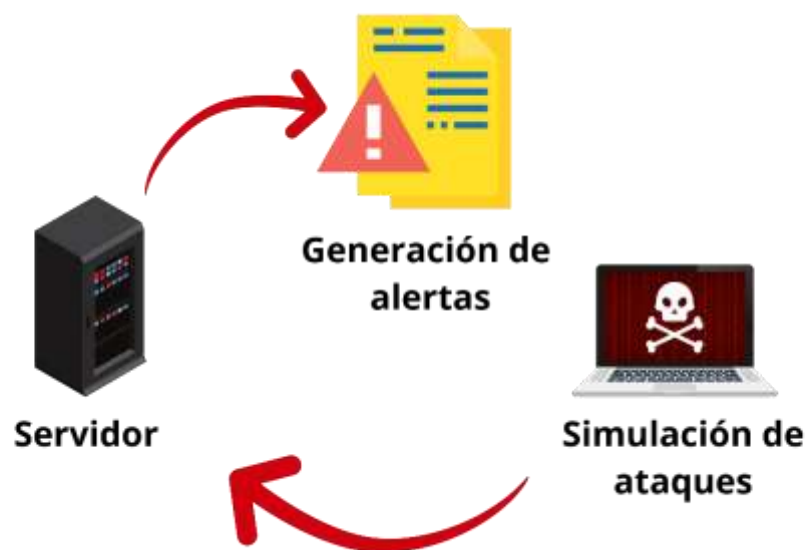 Generación de
alertas
Servidor
Simulación de
ataques